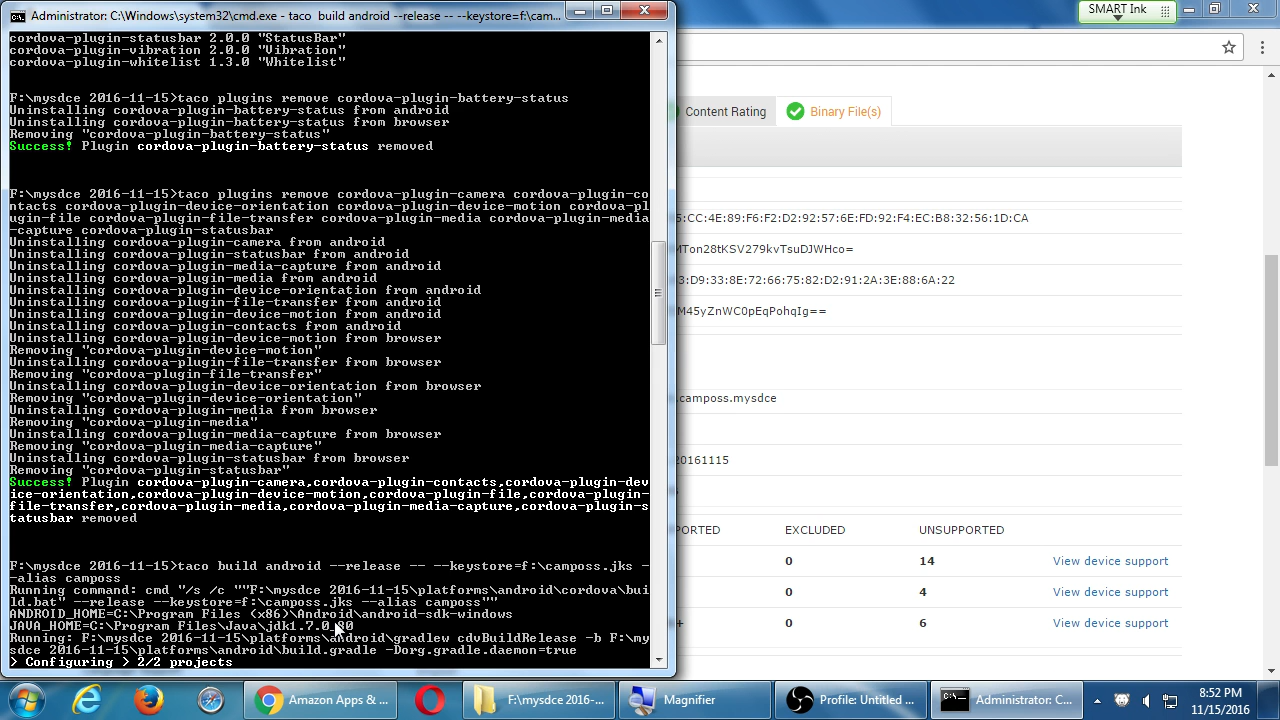 Administrator: C:\Windows\system32\cmd.exe - taco build android --release -- --keystore=f:\cam...
SMART Ink
cordova-plugin-statusbar 2.0.0 "StatusBar"
cordova-plugin-vibration 2.0.0 "Vibration"
cordova-plugin-whitelist 1.3.0 "Whitelist"
F:\mysdce 2016-11-15>taco plugins remove cordova-plugin-battery-status
Uninstalling cordova-plugin-battery-status from android
Uninstalling cordova-plugin-battery-status from browser
Removing "cordova-plugin-battery-status"
Success! Plugin cordova-plugin-battery-status removed
F:\mysdce 2016-11-15>taco plugins remove cordova-plugin-camera cordova-plugin-co
ntacts cordova-plugin-device-orientation cordova-plugin-device-motion cordova-pl
ugin-file cordova-plugin-file-transfer cordova-plugin-media cordova-plugin-media
-capture cordova-plugin-statusbar
Uninstalling cordova-plugin-camera from android
Uninstalling cordova-plugin-statusbar from android
Uninstalling cordova-plugin-media-capture from android
Uninstalling cordova-plugin-media from android
Uninstalling cordova-plugin-device-orientation from android
Uninstalling cordova-plugin-file-transfer from android
Uninstalling cordova-plugin-device-motion from android
Uninstalling cordova-plugin-contacts from android
Uninstalling cordova-plugin-device-motion from browser
Removing "cordova-plugin-device-motion"
Uninstalling cordova-plugin-file-transfer from browser
Removing "cordova-plugin-file-transfer"
Uninstalling cordova-plugin-device-orientation from browser
Removing "cordova-plugin-device-orientation"
Uninstalling cordova-plugin-media from browser
Removing "cordova-plugin-media"
Uninstalling cordova-plugin-media-capture from browser
Removing "cordova-plugin-media-capture"
Uninstalling cordova-plugin-statusbar from browser
Removing "cordova-plugin-statusbar"
Success! Plugin cordova-plugin-camera,cordova-plugin-contacts,cordova-plugin-dev
ice-orientation,cordova-plugin-device-motion,cordova-plugin-file,cordova-plugin-
file-transfer,cordova-plugin-media,cordova-plugin-media-capture,cordova-plugin-s
tatusbar removed
F:\mysdce 2016-11-15>taco build android --release -- --keystore=f:\camposs.jks -
-alias camposs
Running command: cmd "/s /c ""F:\mysdce 2016-11-15\platforms\android\cordova\bui
ld.bat" --release --keystore=f:\camposs.jks --alias camposs""
ANDROID_HOME=C:\Program Files (x86)\Android\android-sdk-windows
JAVA_HOME=C:\Program Files\Java\jdk1.7.0_80
Running: F:\mysdce 2016-11-15\platforms\android\gradlew cdvBuildRelease -b F:\my
sdce 2016-11-15\platforms\android\build.gradle -Dorg.gradle.daemon=true
> Configuring > 2/2 projects
Content Rating
Binary File(s)
5:CC:4E:89:F6:F2:D2:92:57:6E:FD:92:F4:EC:B8:32:56:1D:CA
MTon28tKSV279kvTsuDJWHco=
3:D9:33:8E:72:66:75:82:D2:91:2A:3E:88:6A:22
M45yZnWC0pEqPohqIg==
.camposs.mysdce
20161115
PORTED EXCLUDED UNSUPPORTED
0 14 View device support
0 4 View device support
+ 0 6 View device support
Amazon Apps & ...
F:\mysdce 2016-...
Magnifier
Profile: Untitled ...
Administrator: C...
8:52 PM
11/15/2016